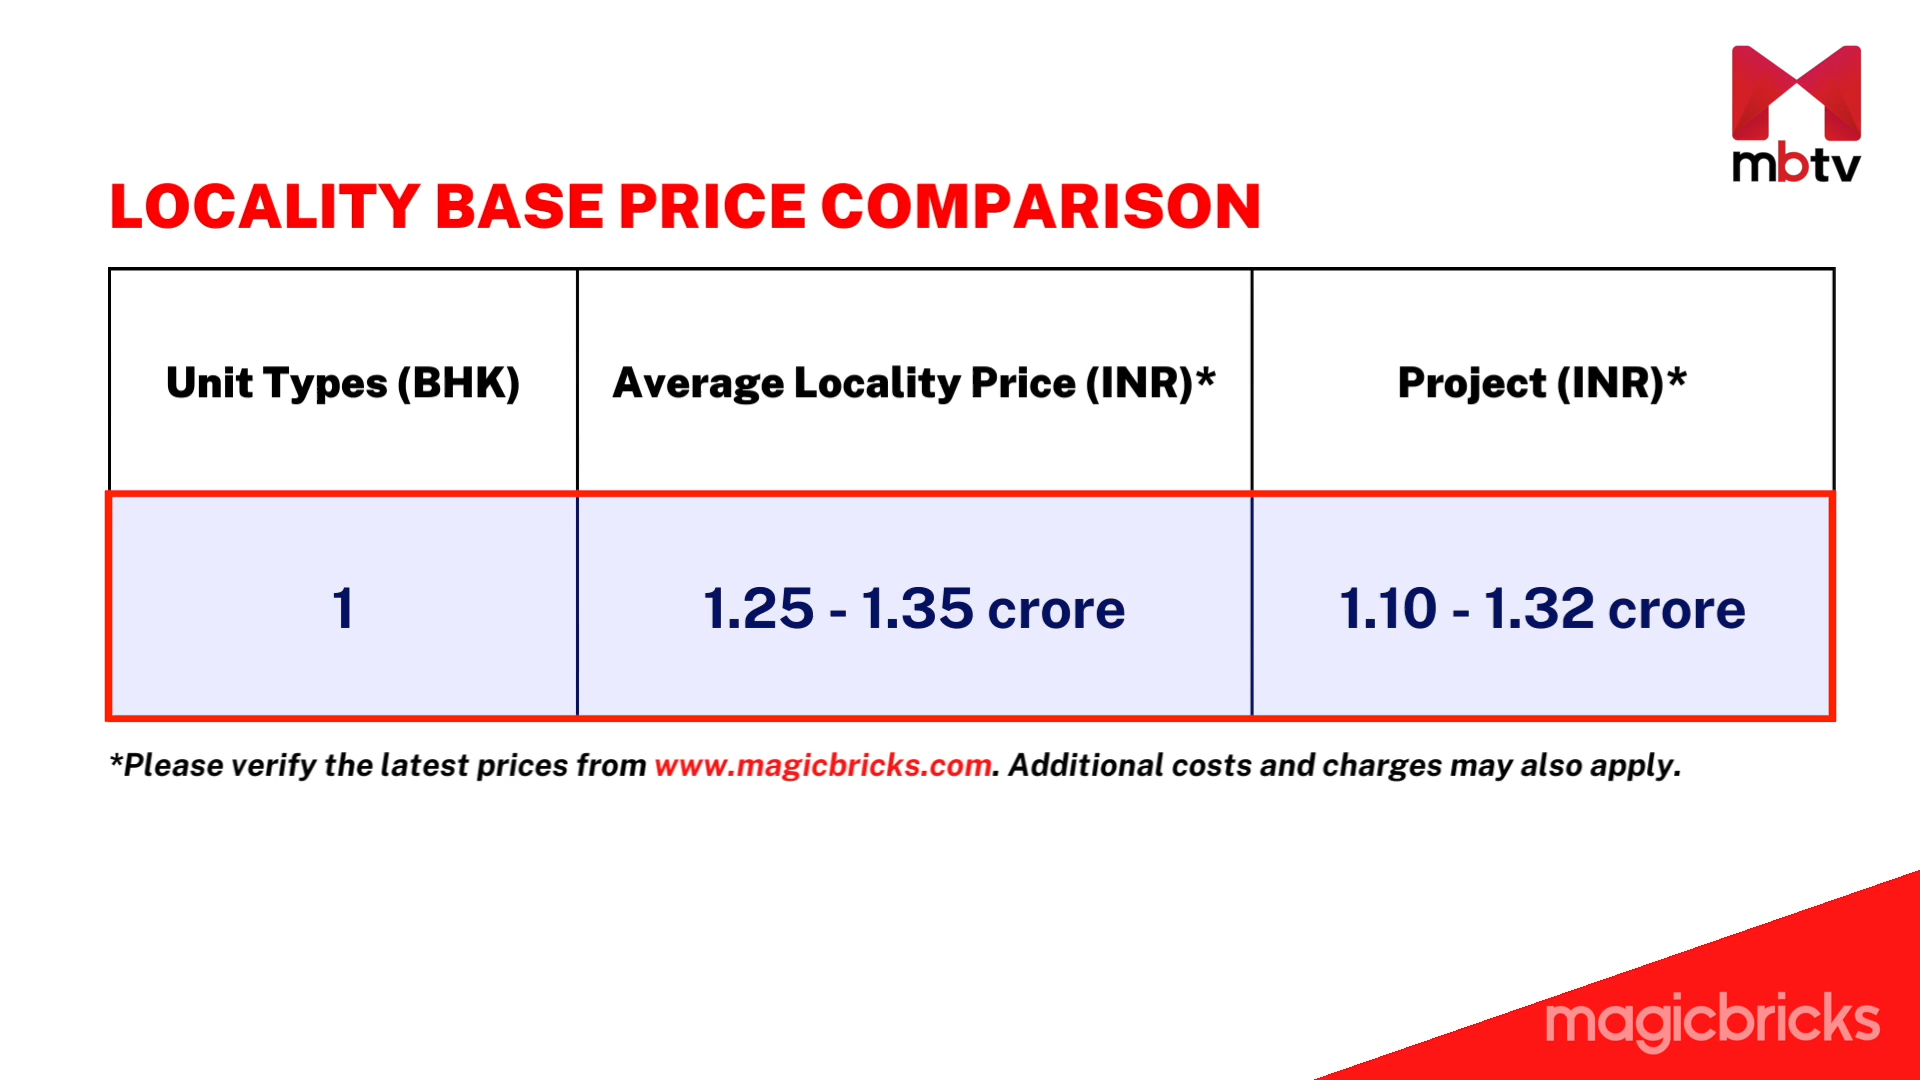 mbtv
LOCALITY BASE PRICE COMPARISON
Unit Types (BHK) Average Locality Price (INR)* Project (INR)*
1 1.25 - 1.35 crore 1.10 - 1.32 crore
*Please verify the latest prices from www.magicbricks.com. Additional costs and charges may also apply.
magicbricks